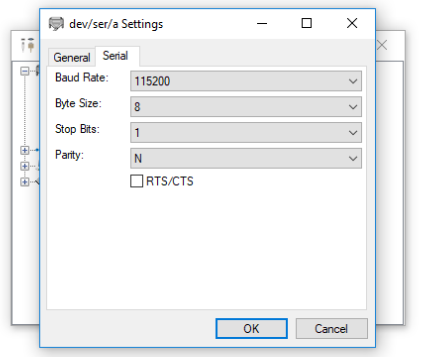 dev/ser/a Settings
General Serial
Baud Rate: 115200
Byte Size: 8
Stop Bits: 1
Parity: N
RTS/CTS
OK Cancel